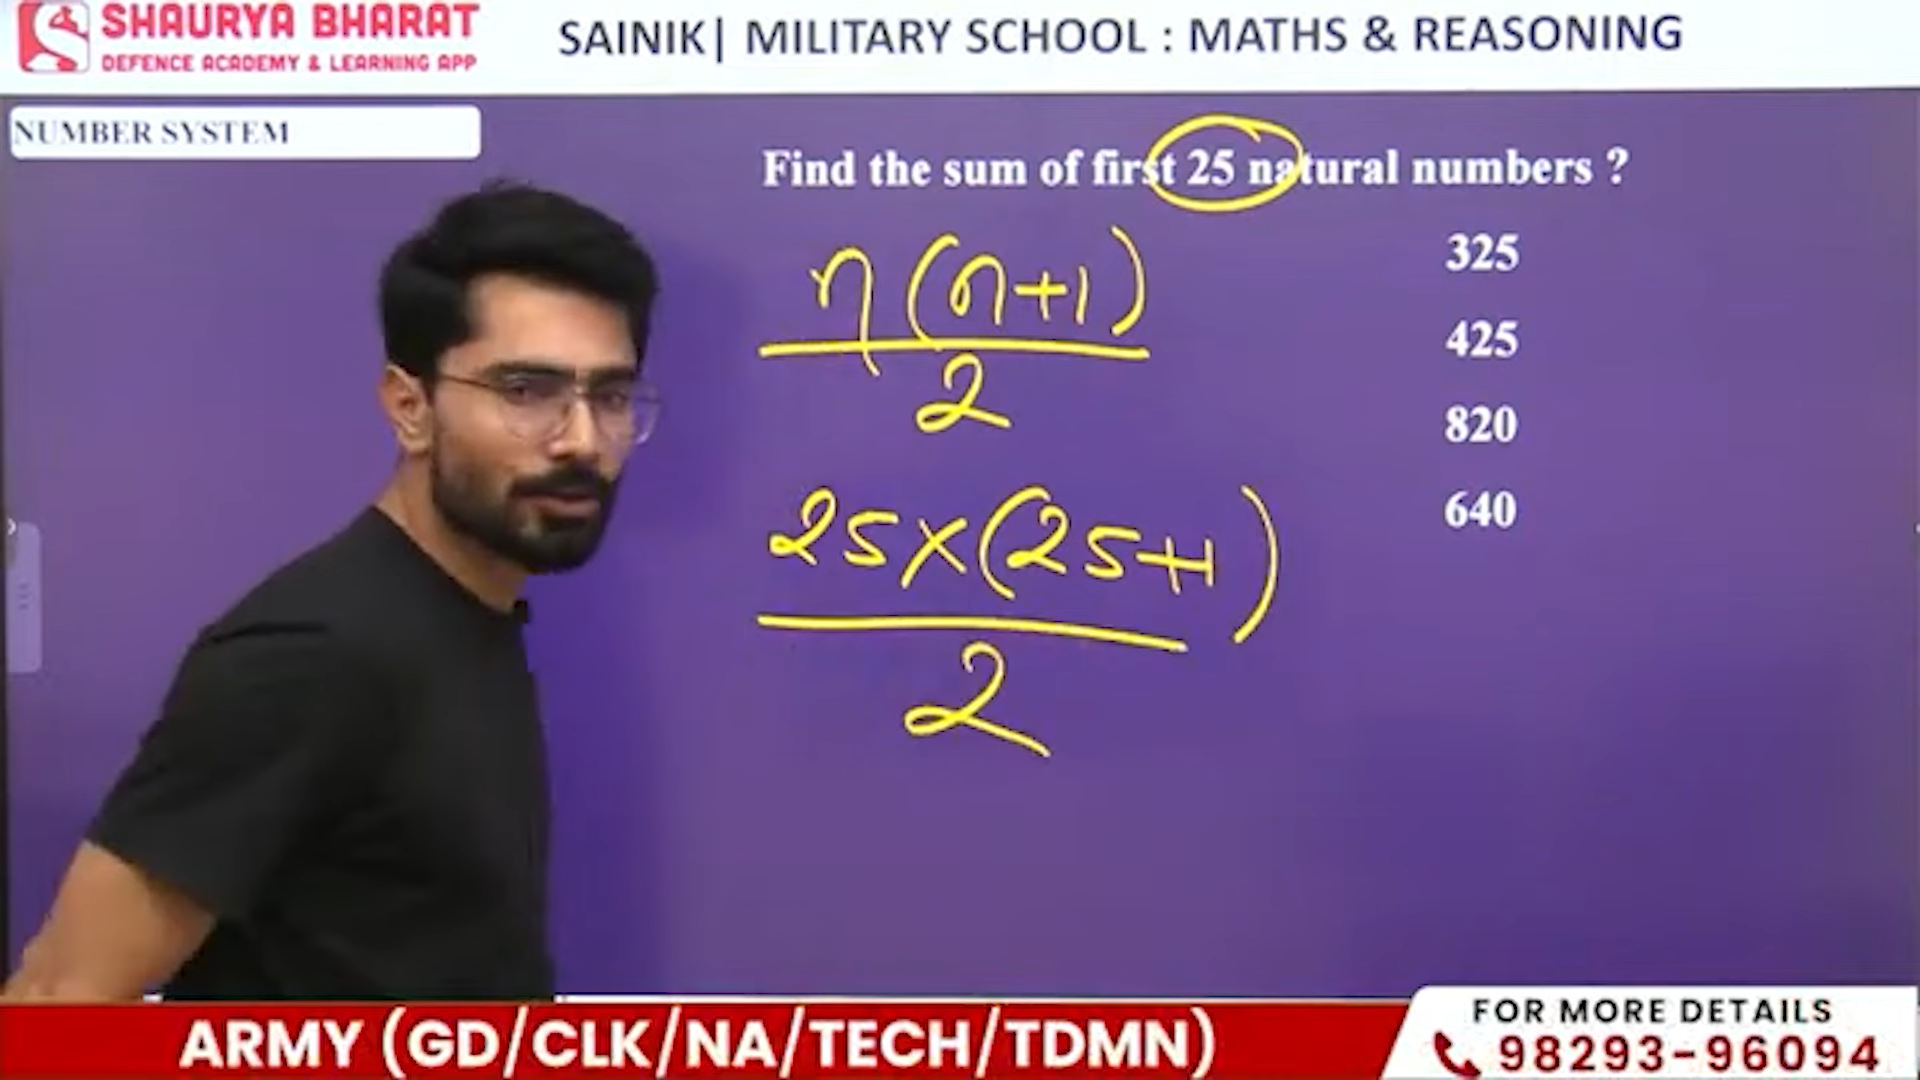 SHAURYA BHARAT
DEFENCE ACADEMY & LEARNING APP
SAINIK| MILITARY SCHOOL : MATHS & REASONING
NUMBER SYSTEM
Find the sum of first 25 natural numbers ?
n(n+1)
2
325
425
820
640
25×(25+1)
2
ARMY (GD/CLK/NA/TECH/TDMN)
FOR MORE DETAILS
98293-96094